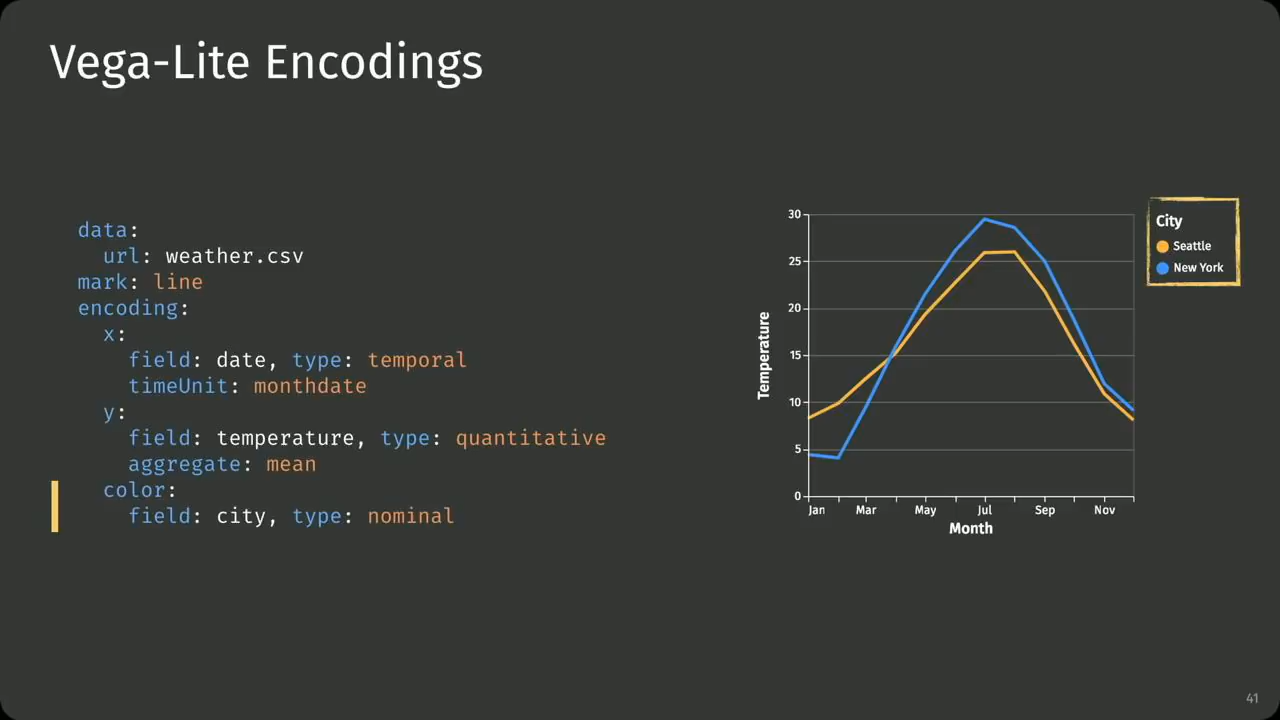 Vega-Lite Encodings
data:
url: weather.csv
mark: line
encoding:
x:
field: date, type: temporal
timeUnit: monthdate
y:
field: temperature, type: quantitative
aggregate: mean
color:
field: city, type: nominal
30
25
20
15
10
5
0
Temperature
Jan Mar May Jul Sep Nov
Month
City
Seattle
New York
41